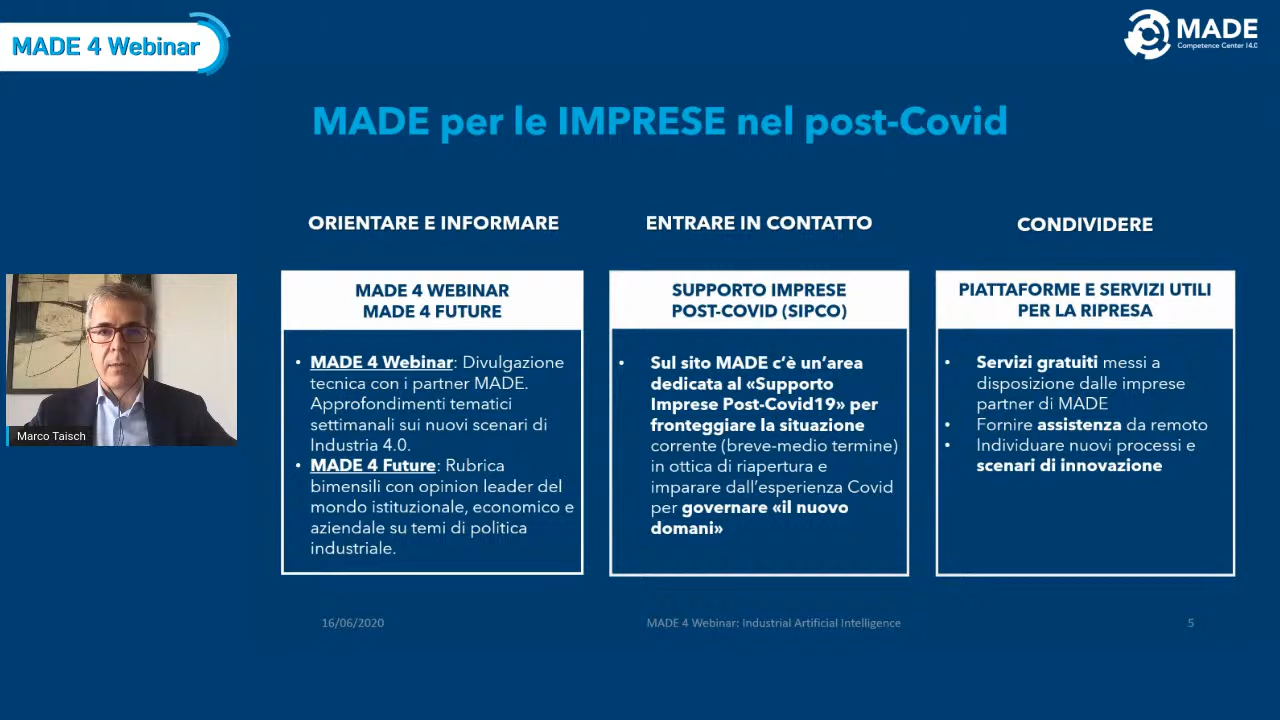 MADE 4 Webinar
MADE
Competence Center I4.0
MADE per le IMPRESE nel post-Covid
ORIENTARE E INFORMARE
MADE 4 WEBINAR
MADE 4 FUTURE
• MADE 4 Webinar: Divulgazione
tecnica con i partner MADE.
Approfondimenti tematici
settimanali sui nuovi scenari di
Industria 4.0.
• MADE 4 Future: Rubrica
bimensili con opinion leader del
mondo istituzionale, economico e
aziendale su temi di politica
industriale.
ENTRARE IN CONTATTO
SUPPORTO IMPRESE
POST-COVID (SIPCO)
• Sul sito MADE c’è un’area
dedicata al «Supporto
Imprese Post-Covid19» per
fronteggiare la situazione
corrente (breve-medio termine)
in ottica di riapertura e
imparare dall’esperienza Covid
per governare «il nuovo
domani»
CONDIVIDERE
PIATTAFORME E SERVIZI UTILI
PER LA RIPRESA
• Servizi gratuiti messi a
disposizione dalle imprese
partner di MADE
• Fornire assistenza da remoto
• Individuare nuovi processi e
scenari di innovazione
Marco Taisch
16/06/2020
MADE 4 Webinar: Industrial Artificial Intelligence
5